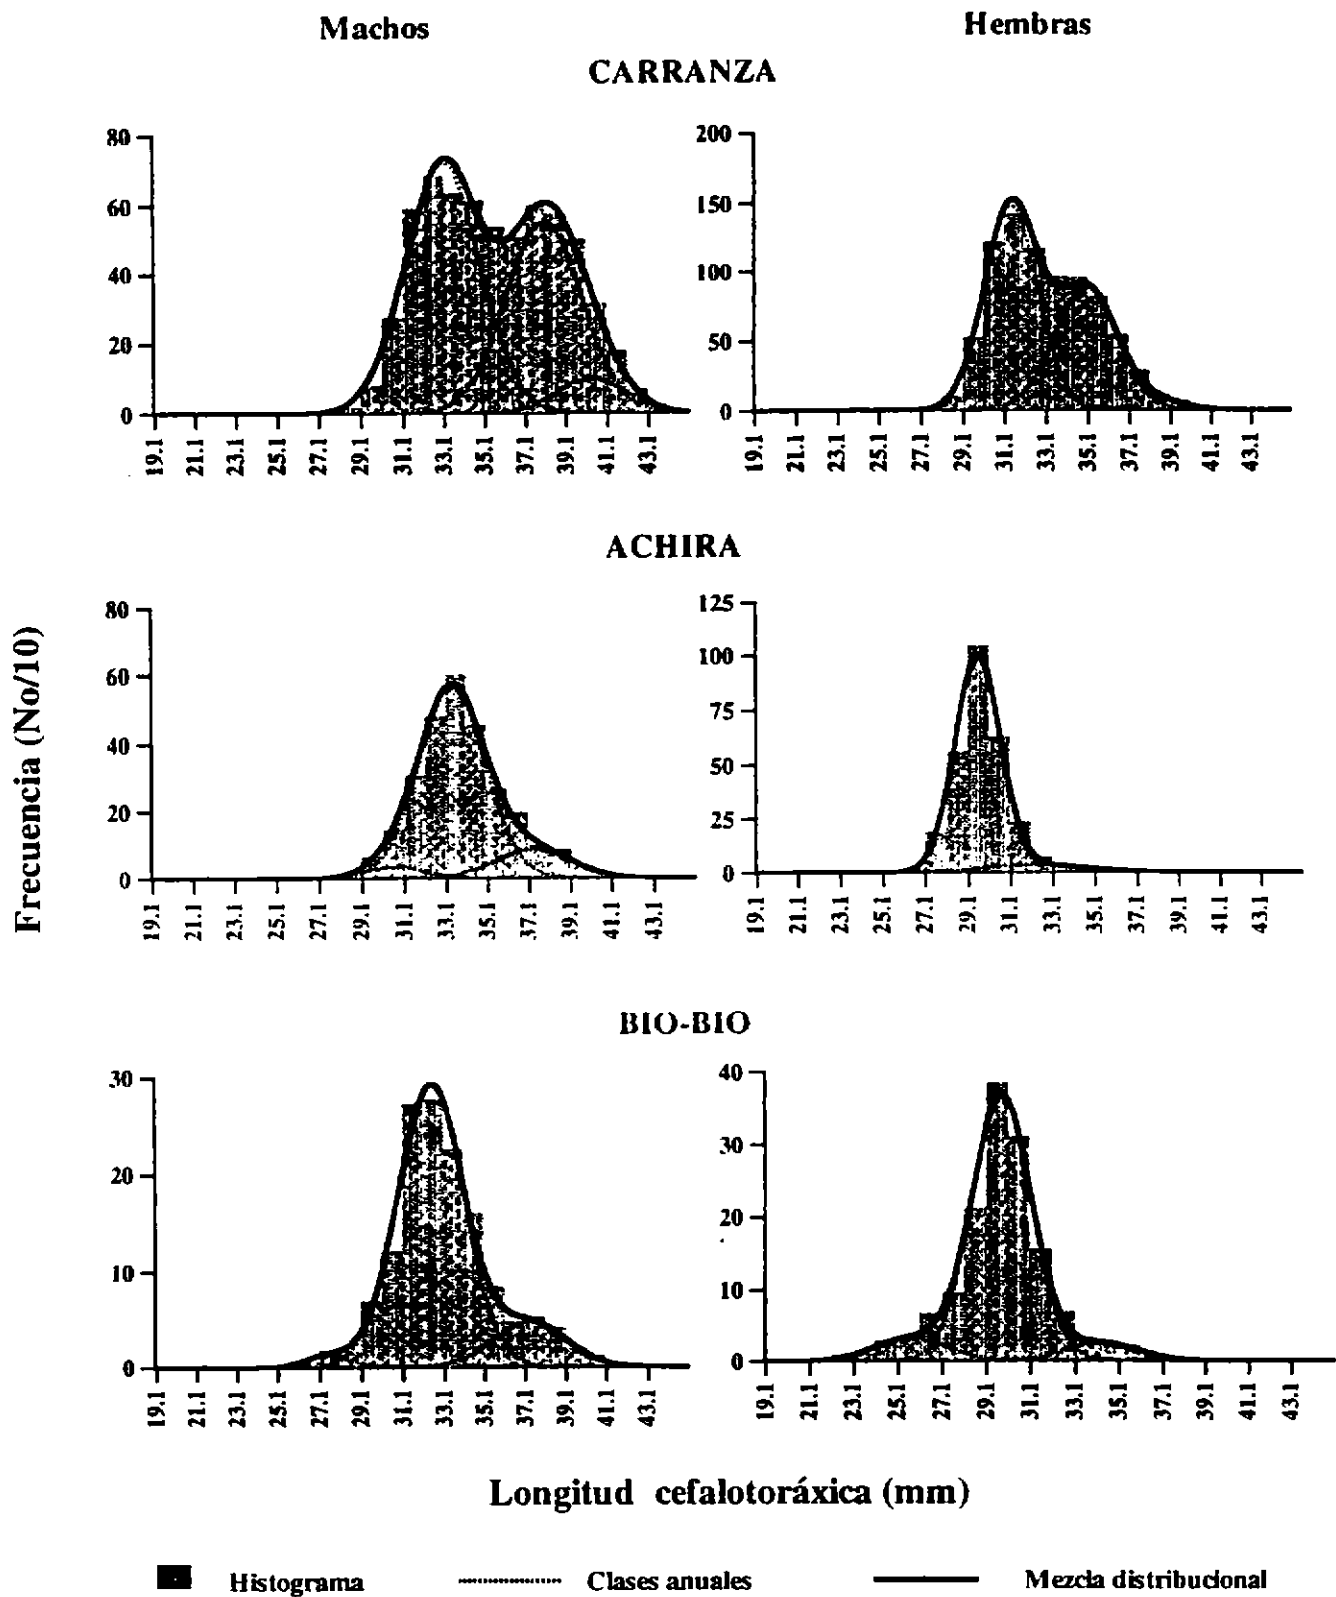 Machos Hembras
CARRANZA
80
60
40
20
0
19.1 21.1 23.1 25.1 27.1 29.1 31.1 33.1 35.1 37.1 39.1 41.1 43.1
200
150
100
50
0
19.1 21.1 23.1 25.1 27.1 29.1 31.1 33.1 35.1 37.1 39.1 41.1 43.1
ACHIRA
Frecuencia (No/10)
80
60
40
20
0
19.1 21.1 23.1 25.1 27.1 29.1 31.1 33.1 35.1 37.1 39.1 41.1 43.1
125
100
75
50
25
0
19.1 21.1 23.1 25.1 27.1 29.1 31.1 33.1 35.1 37.1 39.1 41.1 43.1
BIO-BIO
30
20
10
0
19.1 21.1 23.1 25.1 27.1 29.1 31.1 33.1 35.1 37.1 39.1 41.1 43.1
40
30
20
10
0
19.1 21.1 23.1 25.1 27.1 29.1 31.1 33.1 35.1 37.1 39.1 41.1 43.1
Longitud cefalotoráxica (mm)
Histograma Clases anuales Mezcla distribucional